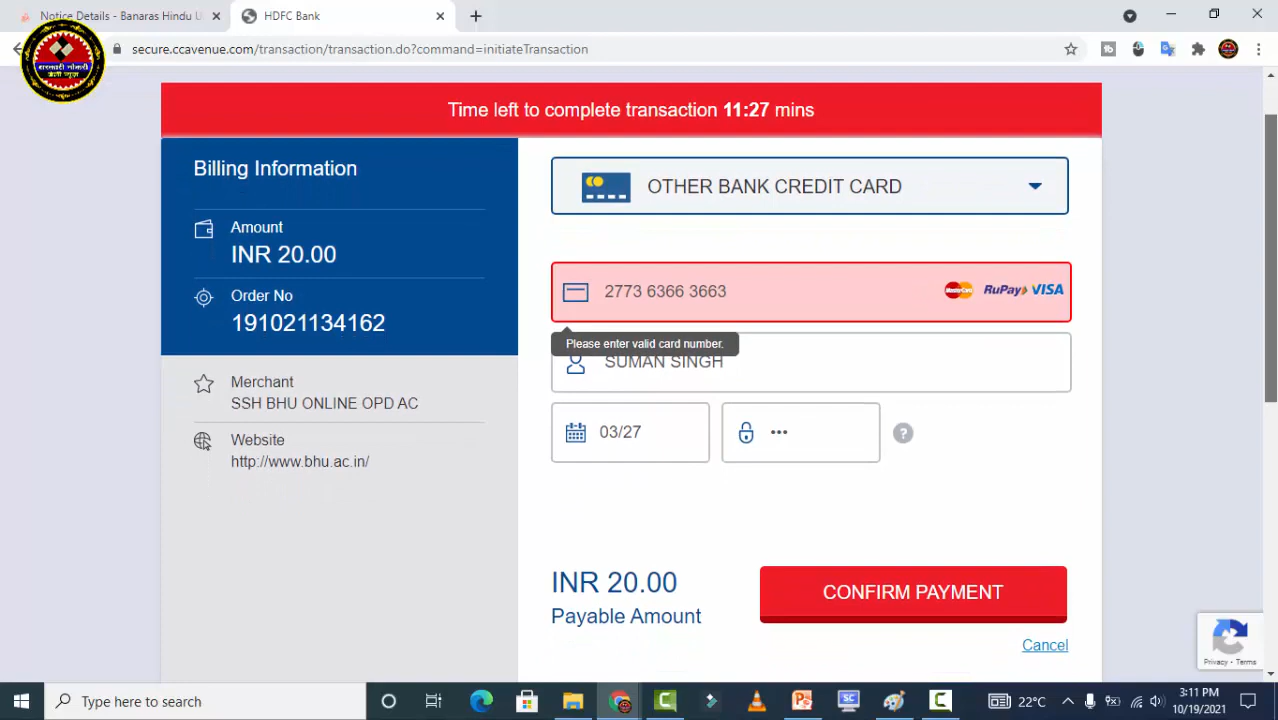 Notice Details - Banaras Hindu U
HDFC Bank
secure.ccavenue.com/transaction/transaction.do?command=initiateTransaction
सरकारी नौकरी
Time left to complete transaction 11:27 mins
Billing Information
Amount
INR 20.00
Order No
191021134162
Merchant
SSH BHU ONLINE OPD AC
Website
http://www.bhu.ac.in/
OTHER BANK CREDIT CARD
2773 6366 3663
MasterCard RuPay VISA
Please enter valid card number.
SUMAN SINGH
03/27
•••
?
INR 20.00
Payable Amount
CONFIRM PAYMENT
Cancel
Privacy - Terms
Type here to search
22°C
3:11 PM
10/19/2021